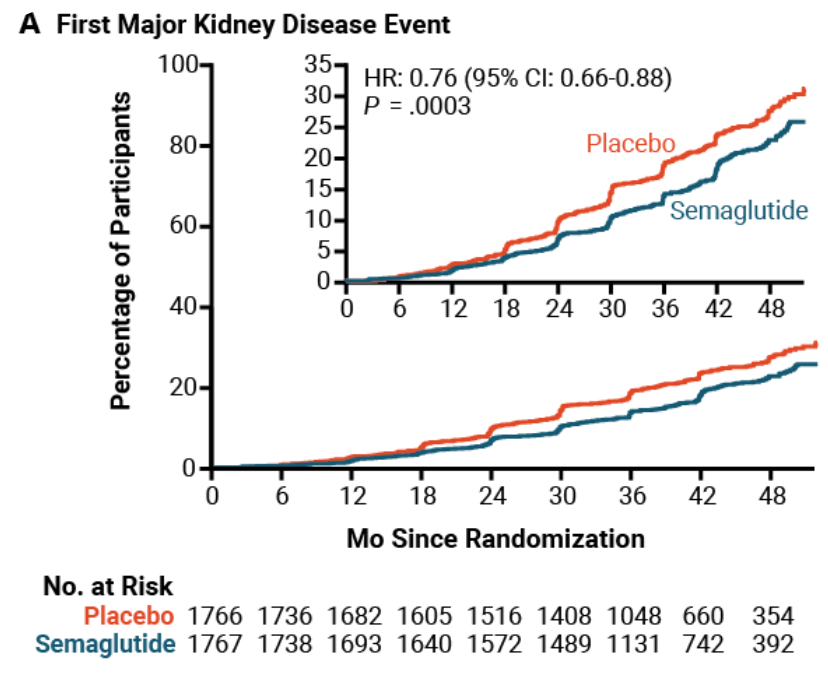 A First Major Kidney Disease Event
Percentage of Participants
100
80
60
40
20
0
35
30
25
20
15
10
5
0
HR: 0.76 (95% CI: 0.66-0.88)
P = .0003
Placebo
Semaglutide
0 6 12 18 24 30 36 42 48
0 6 12 18 24 30 36 42 48
Mo Since Randomization
No. at Risk
Placebo 1766 1736 1682 1605 1516 1408 1048 660 354
Semaglutide 1767 1738 1693 1640 1572 1489 1131 742 392